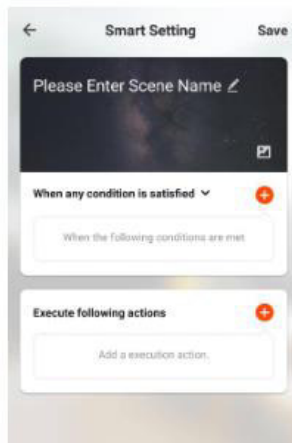 Smart Setting
Save
Please Enter Scene Name
When any condition is satisfied
When the following conditions are met
Execute following actions
Add a execution action.